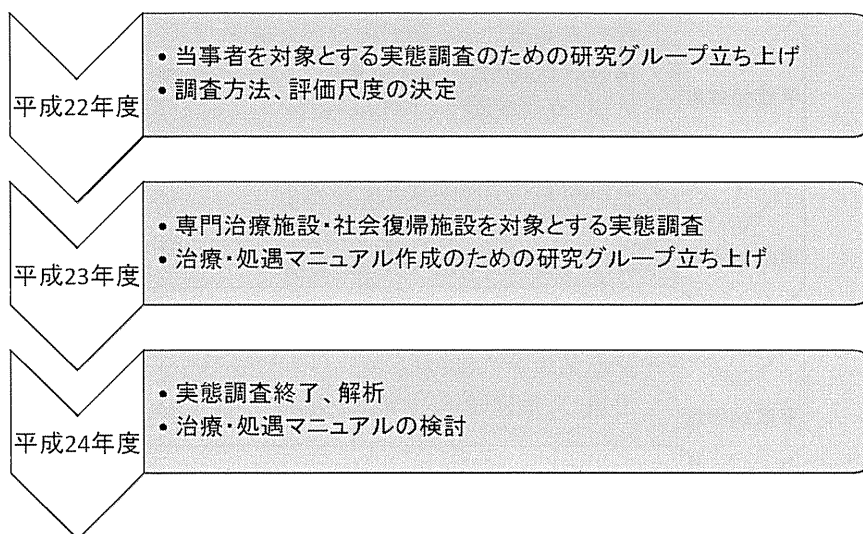 平成22年度
• 当事者を対象とする実態調査のための研究グループ立ち上げ
• 調査方法、評価尺度の決定
平成23年度
• 専門治療施設・社会復帰施設を対象とする実態調査
• 治療・処遇マニュアル作成のための研究グループ立ち上げ
平成24年度
• 実態調査終了、解析
• 治療・処遇マニュアルの検討